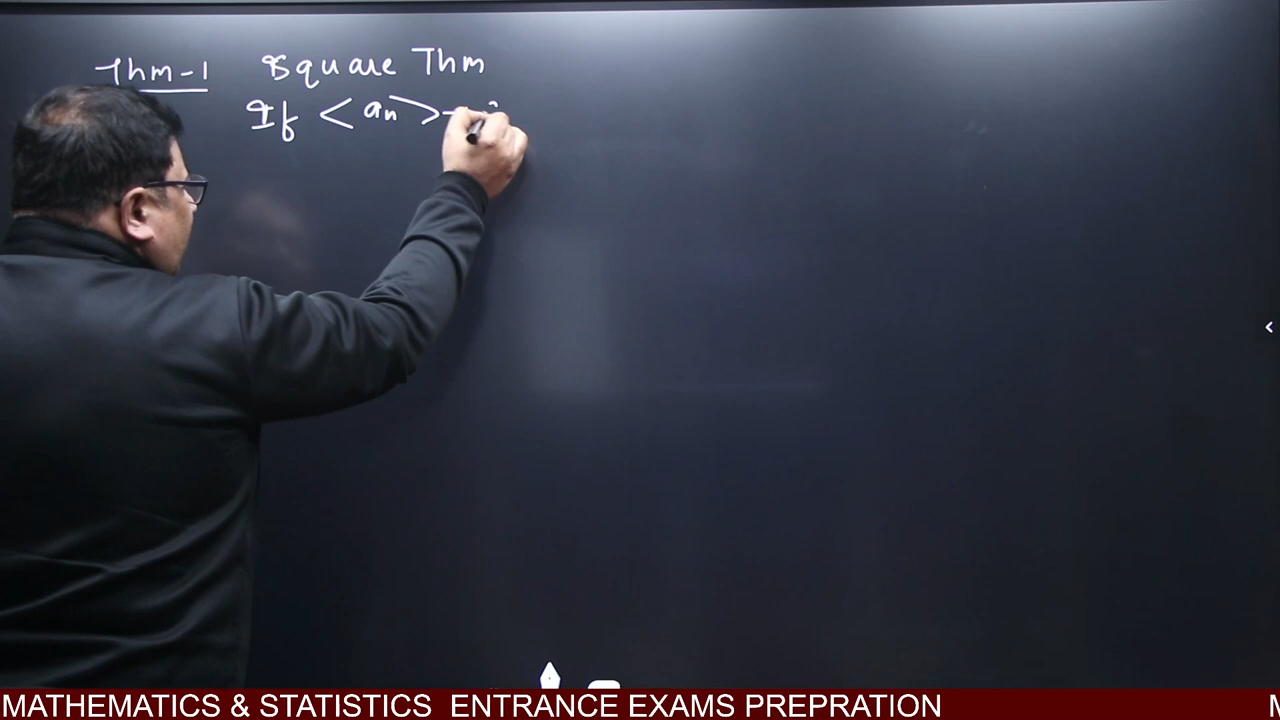 Thm-1 Square Thm
If <an>
MATHEMATICS & STATISTICS ENTRANCE EXAMS PREPRATION